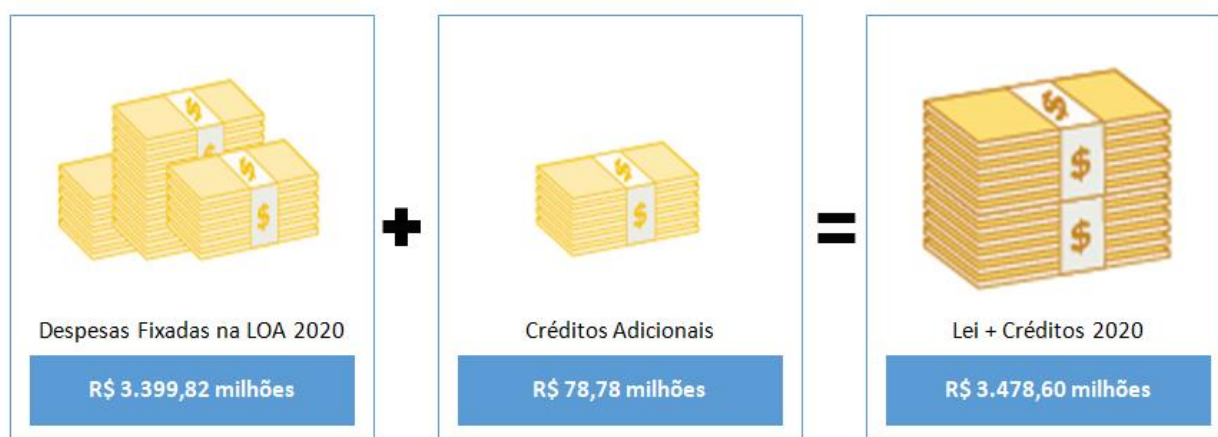 Despesas Fixadas na LOA 2020
R$ 3.399,82 milhões
Créditos Adicionais
R$ 78,78 milhões
Lei + Créditos 2020
R$ 3.478,60 milhões